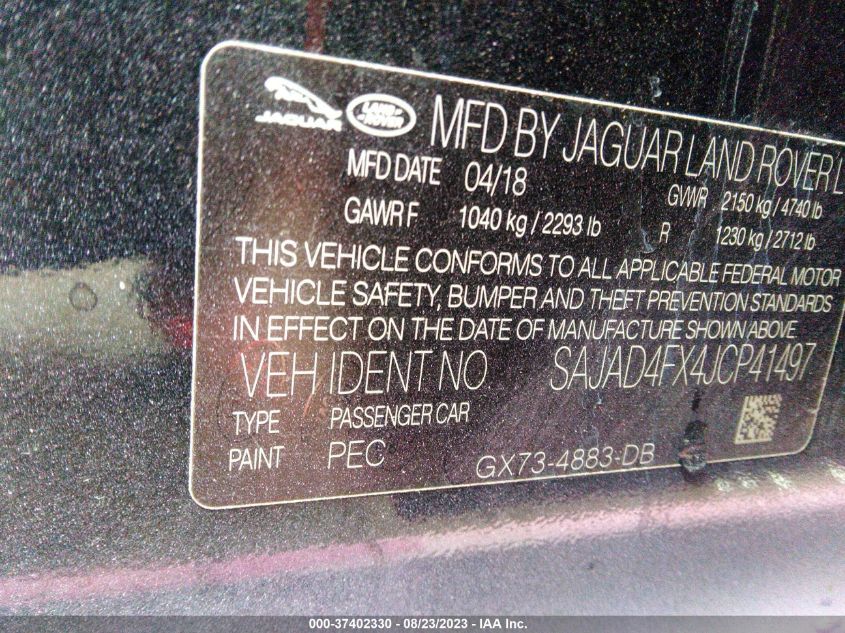 JAGUAR LAND ROVER MFD BY JAGUAR LAND ROVER L
MFD DATE 04/18 GVWR 2150 kg / 4740 lb
GAWR F 1040 kg / 2293 lb R 1230 kg / 2712 lb
THIS VEHICLE CONFORMS TO ALL APPLICABLE FEDERAL MOTOR
VEHICLE SAFETY, BUMPER AND THEFT PREVENTION STANDARDS
IN EFFECT ON THE DATE OF MANUFACTURE SHOWN ABOVE.
VEH IDENT NO SAJAD4FX4JCP41497
TYPE PASSENGER CAR
PAINT PEC GX73-4883-DB
000-37402330 - 08/23/2023 - IAA Inc.